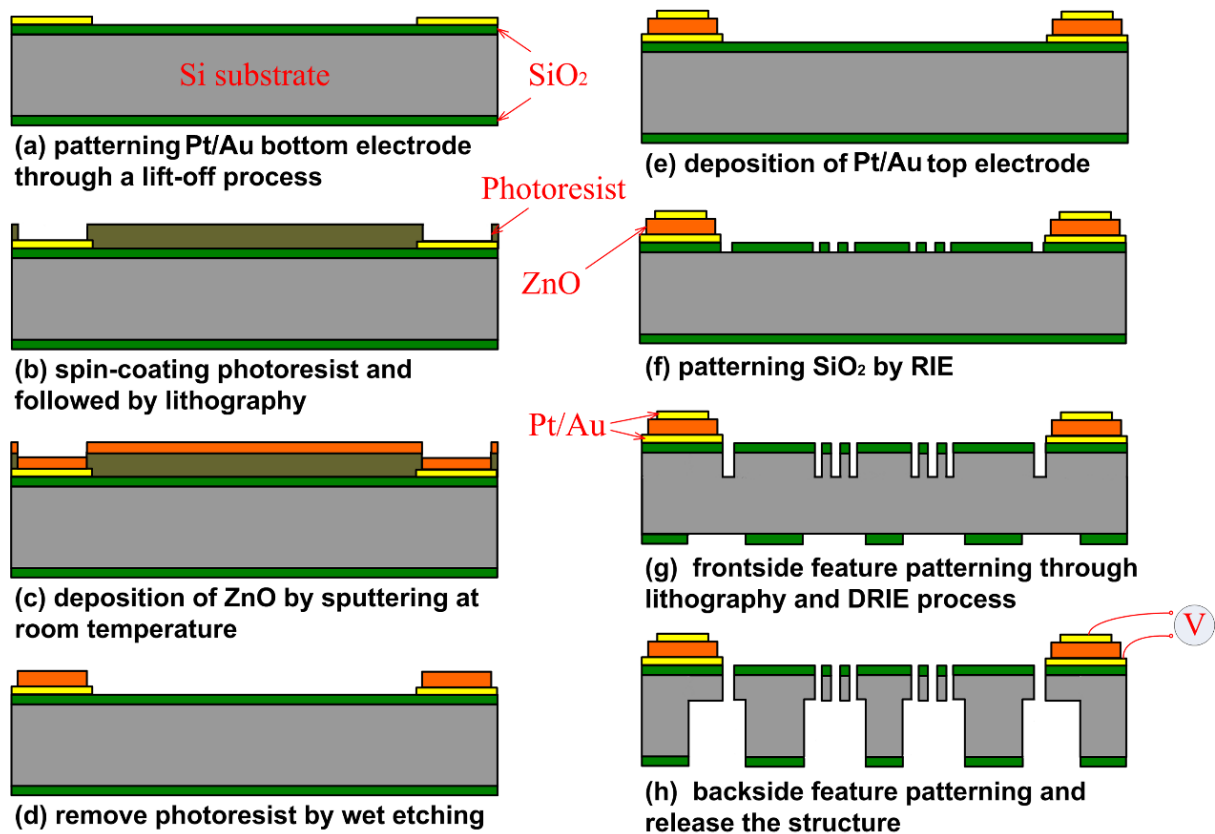 Si substrate
SiO₂
(a) patterning Pt/Au bottom electrode
through a lift-off process
Photoresist
(b) spin-coating photoresist and
followed by lithography
(c) deposition of ZnO by sputtering at
room temperature
(d) remove photoresist by wet etching
(e) deposition of Pt/Au top electrode
ZnO
(f) patterning SiO₂ by RIE
Pt/Au
(g) frontside feature patterning through
lithography and DRIE process
V
(h) backside feature patterning and
release the structure